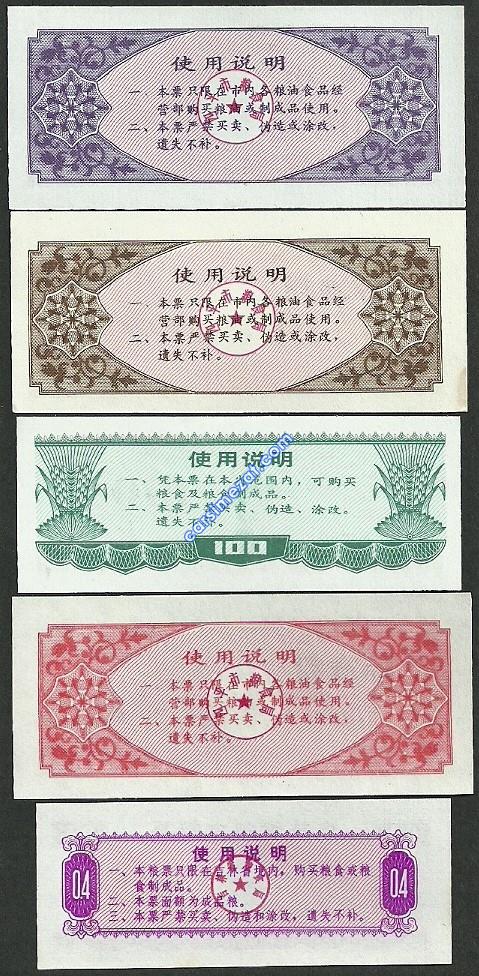 使用说明
一、本票只限在市内各粮油食品经
营部购买粮食或制成品使用。
二、本票严禁买卖、伪造或涂改，
遗失不补。
使用说明
一、本票只限在市内各粮油食品经
营部购买粮食或制成品使用。
二、本票严禁买卖、伪造或涂改，
遗失不补。
使用说明
一、凭本票在本省范围内，可购买
粮食及粮食制成品。
二、本票严禁买卖、伪造、涂改。
遗失不补。
100
使用说明
一、本票只限在市内各粮油食品经
营部购买粮食或制成品使用。
二、本票严禁买卖、伪造或涂改，
遗失不补。
使用说明
一、本粮票只限在吉林省境内，购买粮食或粮
食制成品。
二、本票面额为成品粮。
三、本票严禁买卖、伪造和涂改，遗失不补。
04
04